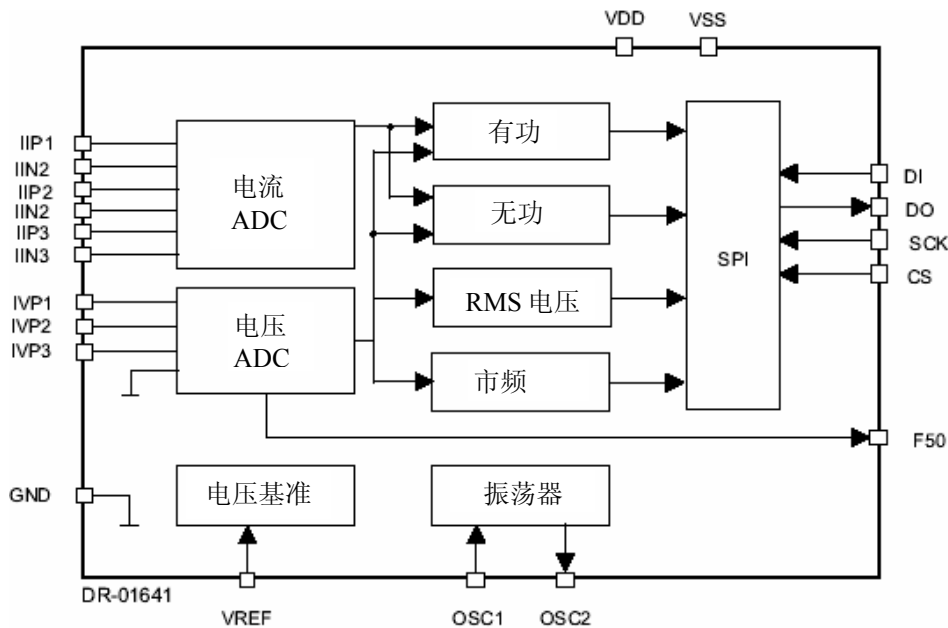 VDD
VSS
IIP1
IIN2
IIP2
IIN2
IIP3
IIN3
IVP1
IVP2
IVP3
GND
电流
ADC
电压
ADC
有功
无功
RMS 电压
市频
SPI
DI
DO
SCK
CS
F50
电压基准
振荡器
DR-01641
VREF
OSC1
OSC2